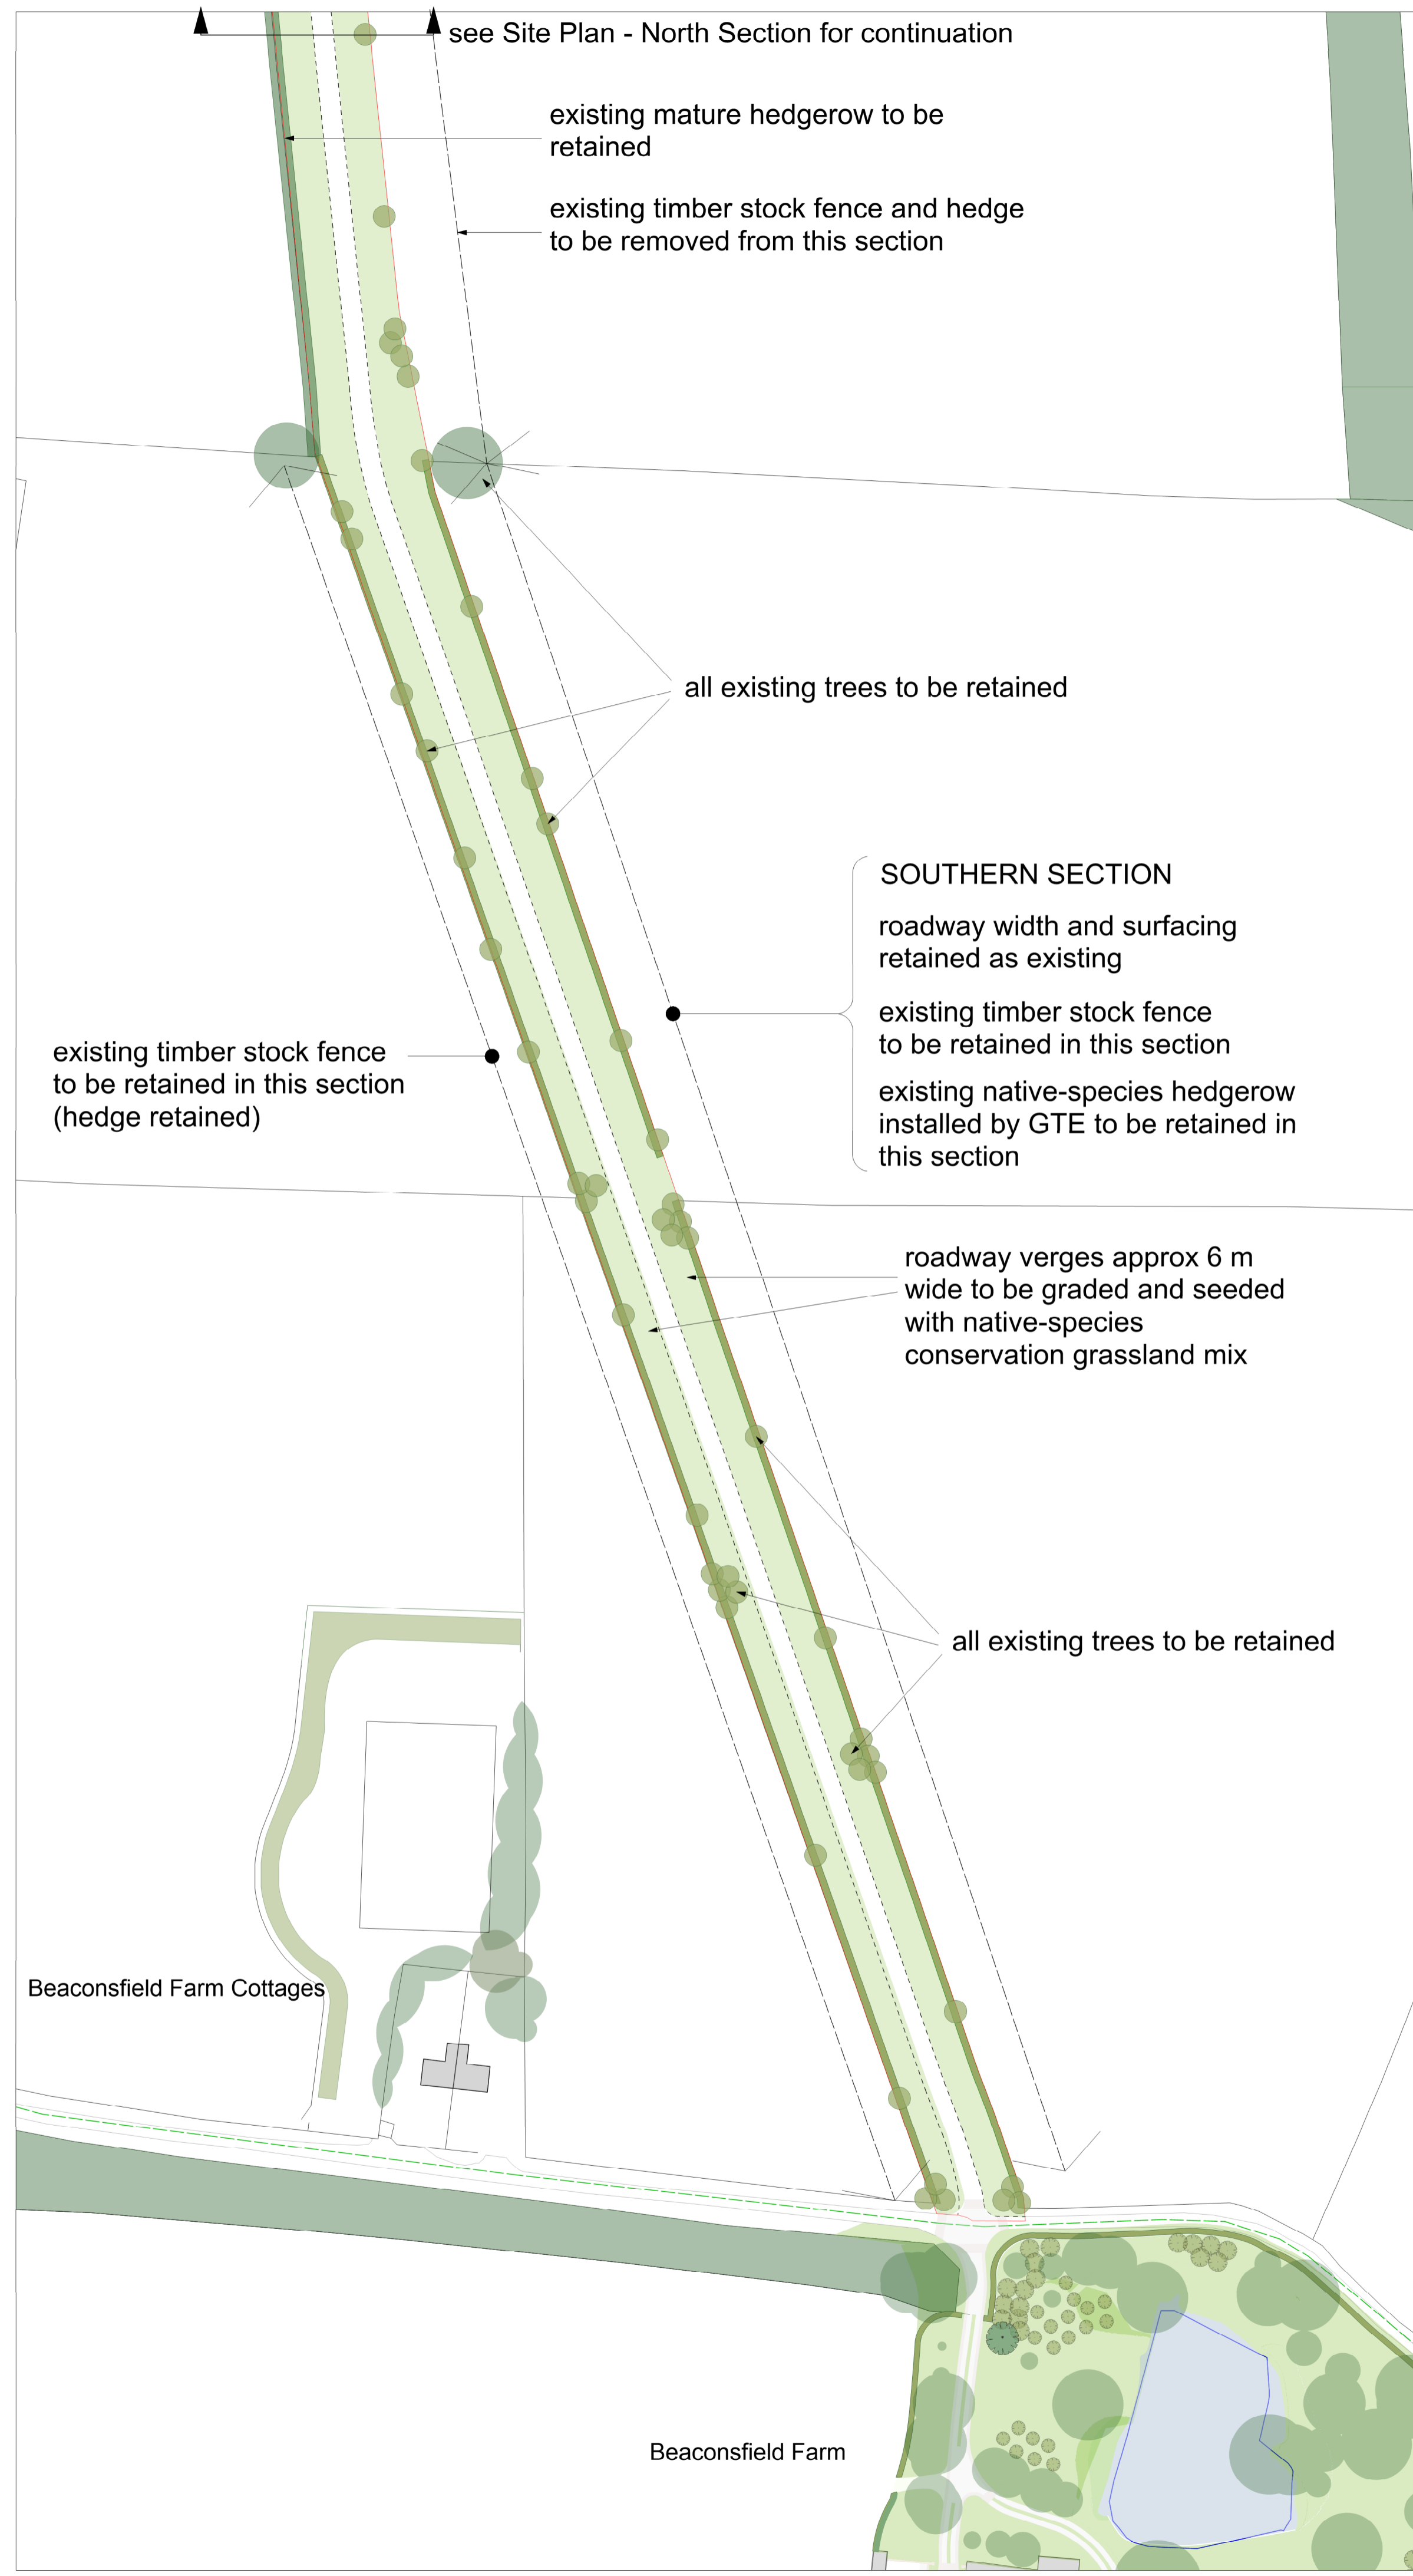 see Site Plan - North Section for continuation
existing mature hedgerow to be
retained
existing timber stock fence and hedge
to be removed from this section
all existing trees to be retained
SOUTHERN SECTION
roadway width and surfacing
retained as existing
existing timber stock fence
to be retained in this section
existing native-species hedgerow
installed by GTE to be retained in
this section
existing timber stock fence
to be retained in this section
(hedge retained)
roadway verges approx 6 m
wide to be graded and seeded
with native-species
conservation grassland mix
all existing trees to be retained
Beaconsfield Farm Cottages
Beaconsfield Farm